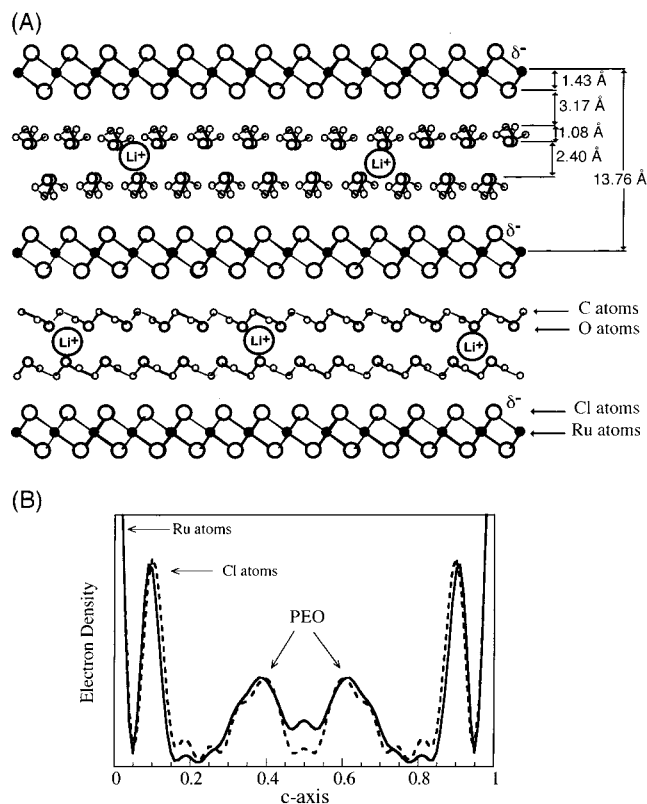 (A)
δ-
1.43 Å
3.17 Å
1.08 Å
Li+
Li+
2.40 Å
13.76 Å
δ-
C atoms
Li+
Li+
Li+
O atoms
δ-
Cl atoms
Ru atoms
(B)
Ru atoms
Cl atoms
PEO
Electron Density
0 0.2 0.4 0.6 0.8 1
c-axis